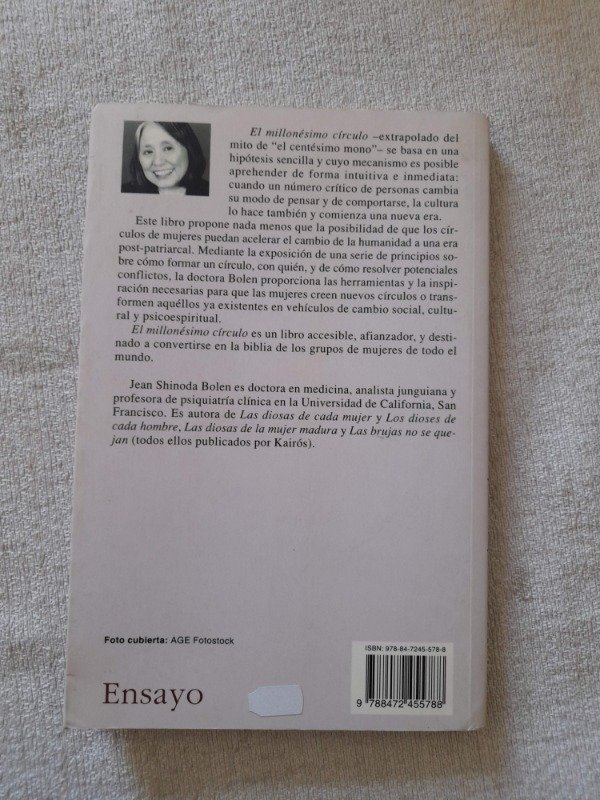 El millonésimo círculo –extrapolado del
mito de "el centésimo mono"– se basa en una
hipótesis sencilla y cuyo mecanismo es posible
aprehender de forma intuitiva e inmediata:
cuando un número crítico de personas cambia
su modo de pensar y de comportarse, la cultura
lo hace también y comienza una nueva era.
Este libro propone nada menos que la posibilidad de que los cír-
culos de mujeres puedan acelerar el cambio de la humanidad a una era
post-patriarcal. Mediante la exposición de una serie de principios so-
bre cómo formar un círculo, con quién, y de cómo resolver potenciales
conflictos, la doctora Bolen proporciona las herramientas y la inspi-
ración necesarias para que las mujeres creen nuevos círculos o trans-
formen aquéllos ya existentes en vehículos de cambio social, cultu-
ral y psicoespiritual.
El millonésimo círculo es un libro accesible, afianzador, y desti-
nado a convertirse en la biblia de los grupos de mujeres de todo el
mundo.
Jean Shinoda Bolen es doctora en medicina, analista junguiana y
profesora de psiquiatría clínica en la Universidad de California, San
Francisco. Es autora de Las diosas de cada mujer y Los dioses de
cada hombre, Las diosas de la mujer madura y Las brujas no se que-
jan (todos ellos publicados por Kairós).
Foto cubierta: AGE Fotostock
ISBN: 978-84-7245-578-8
Ensayo
9 788472 455788